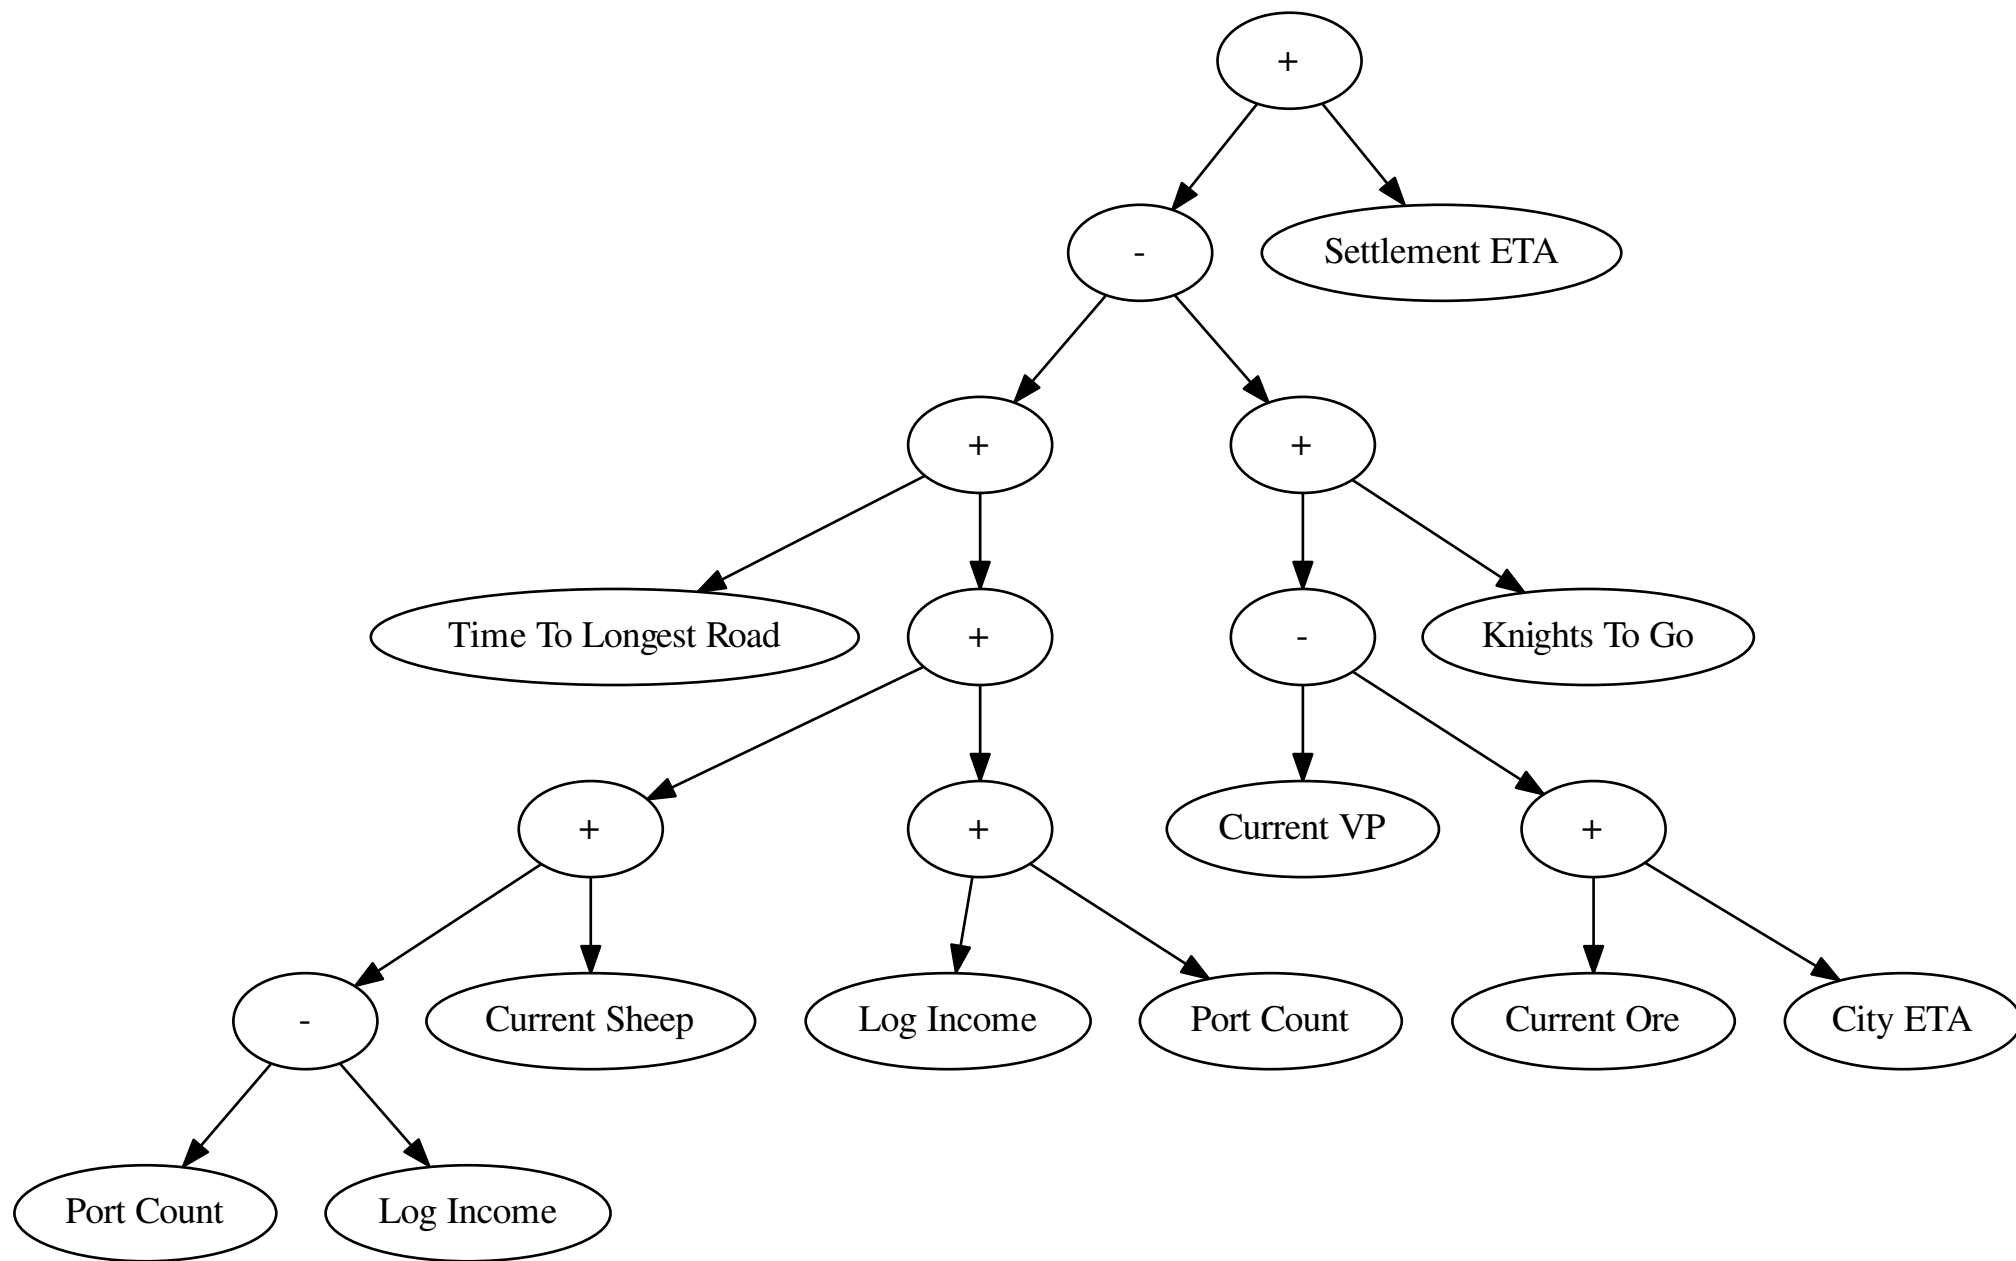 +
-
Settlement ETA
+
+
Time To Longest Road
+
-
Knights To Go
+
+
Current VP
+
-
Current Sheep
Log Income
Port Count
Current Ore
City ETA
Port Count
Log Income